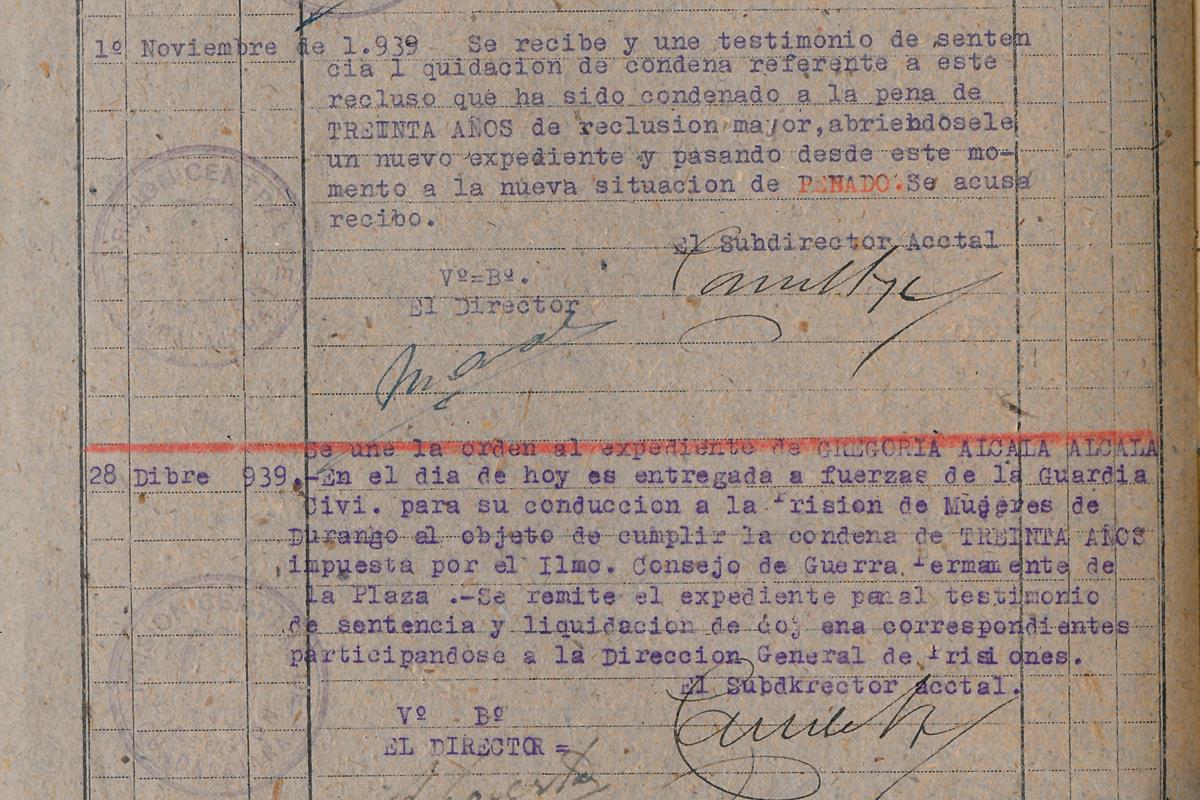 1º Noviembre de 1.939 Se recibe y une testimonio de senten
cia l quidacion de condena referente a este
recluso que ha sido condenado a la pena de
TREINTA AÑOS de reclusion mayor, abriendosele
un nuevo expediente y pasando desde este mo-
mento a la nueva situacion de PENADO. Se acusa
recibo.
El Subdirector Acctal
Vº=Bº.
El Director
Se une la orden al expediente de GREGORIA ALCALA ALCALA
28 Dibre 939.-En el dia de hoy es entregada a fuerzas de la Guardia
Civi. para su conduccion a la Prision de Mujeres de
Durango al objeto de cumplir la condena de TREINTA AÑOS
impuesta por el Ilmo. Consejo de Guerra Permanente de
la Plaza .-Se remite el expediente penal testimonio
de sentencia y liquidacion de correspondientes
participandose a la Direccion General de Prisiones.
El Subdkrector acctal.
Vº Bº
EL DIRECTOR =
PRISION CENTRAL